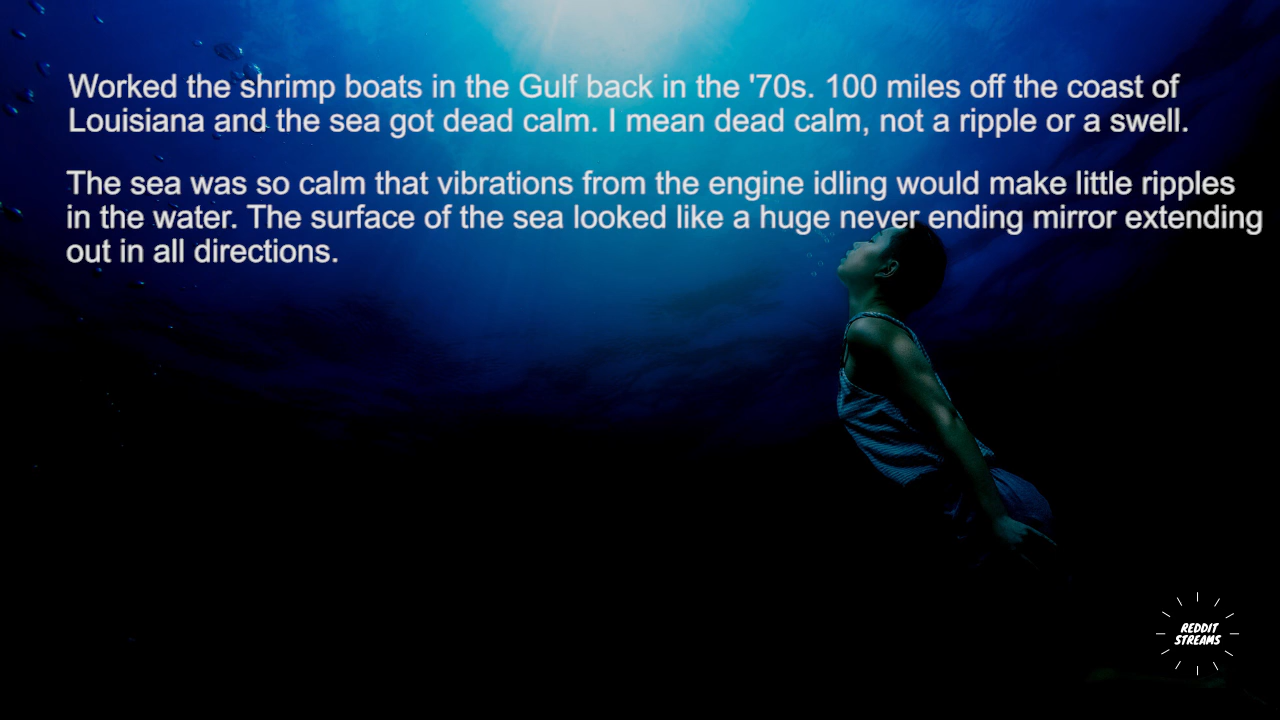 Worked the shrimp boats in the Gulf back in the '70s. 100 miles off the coast of
Louisiana and the sea got dead calm. I mean dead calm, not a ripple or a swell.
The sea was so calm that vibrations from the engine idling would make little ripples
in the water. The surface of the sea looked like a huge never ending mirror extending
out in all directions.
REDDIT
STREAMS